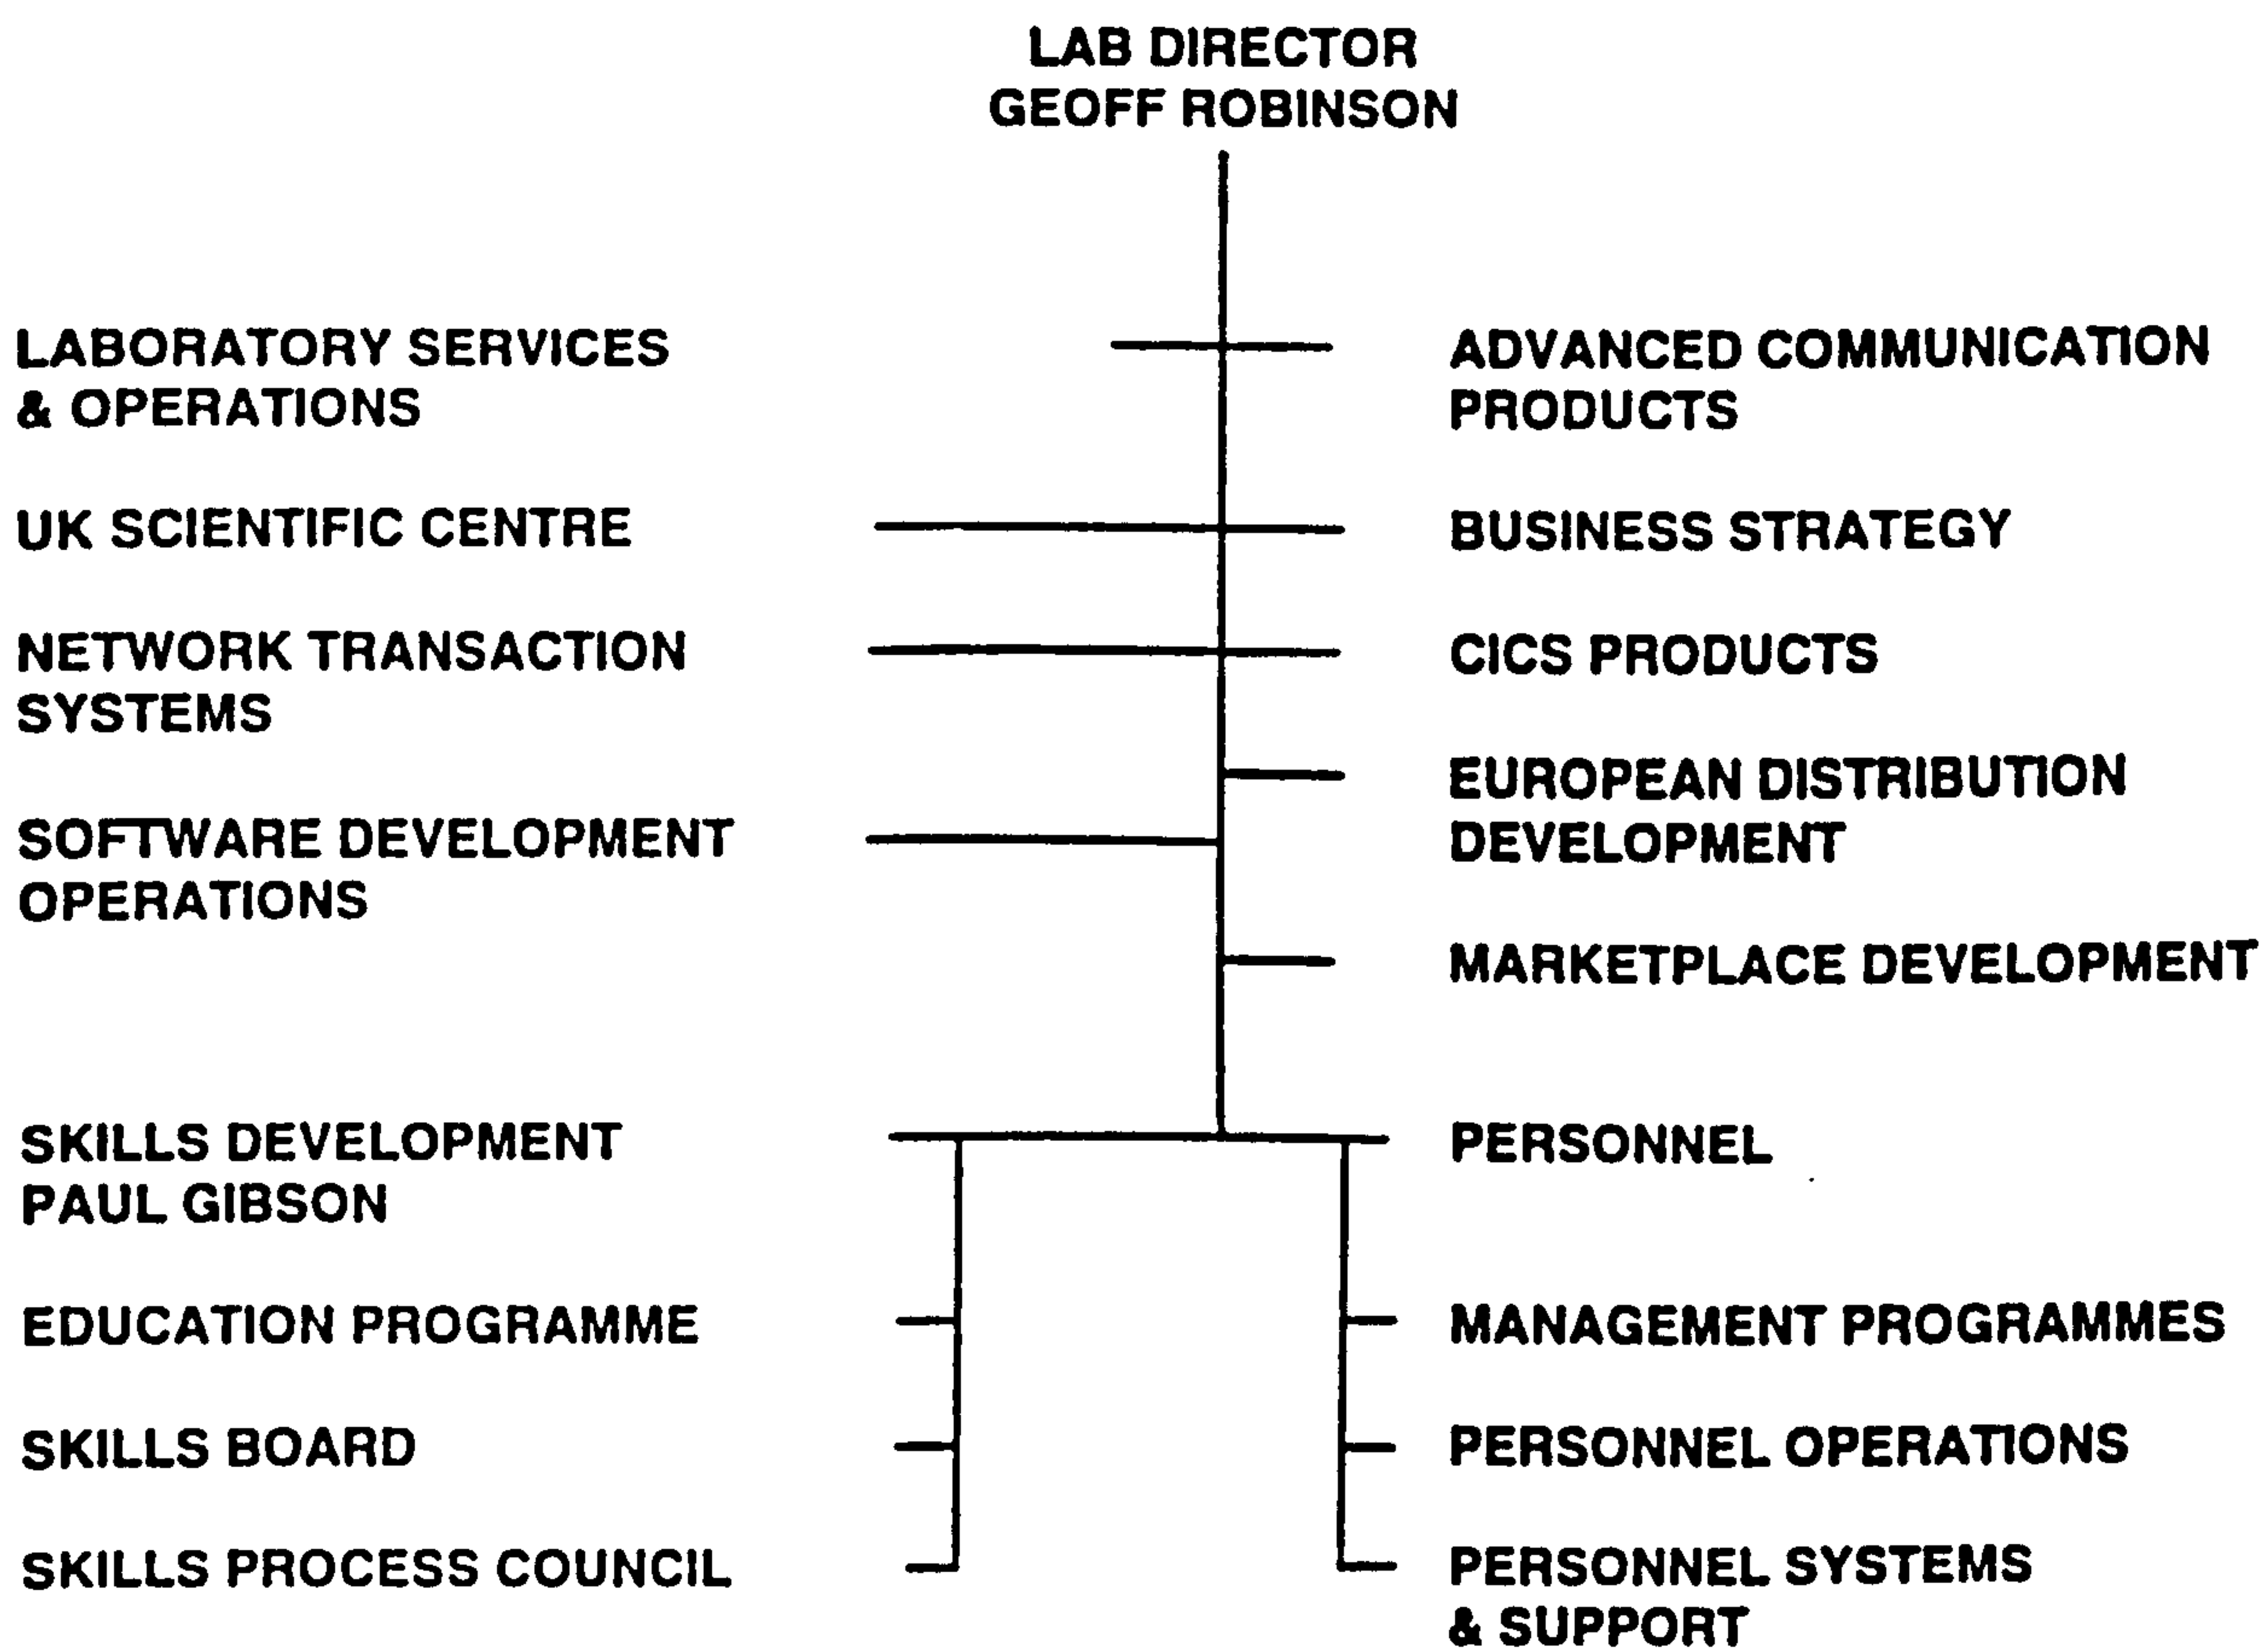 LAB DIRECTOR
GEOFF ROBINSON
LABORATORY SERVICES
& OPERATIONS
ADVANCED COMMUNICATION
PRODUCTS
UK SCIENTIFIC CENTRE
BUSINESS STRATEGY
NETWORK TRANSACTION
SYSTEMS
CICS PRODUCTS
EUROPEAN DISTRIBUTION
DEVELOPMENT
SOFTWARE DEVELOPMENT
OPERATIONS
MARKETPLACE DEVELOPMENT
SKILLS DEVELOPMENT
PAUL GIBSON
PERSONNEL
EDUCATION PROGRAMME
MANAGEMENT PROGRAMMES
SKILLS BOARD
PERSONNEL OPERATIONS
SKILLS PROCESS COUNCIL
PERSONNEL SYSTEMS
& SUPPORT